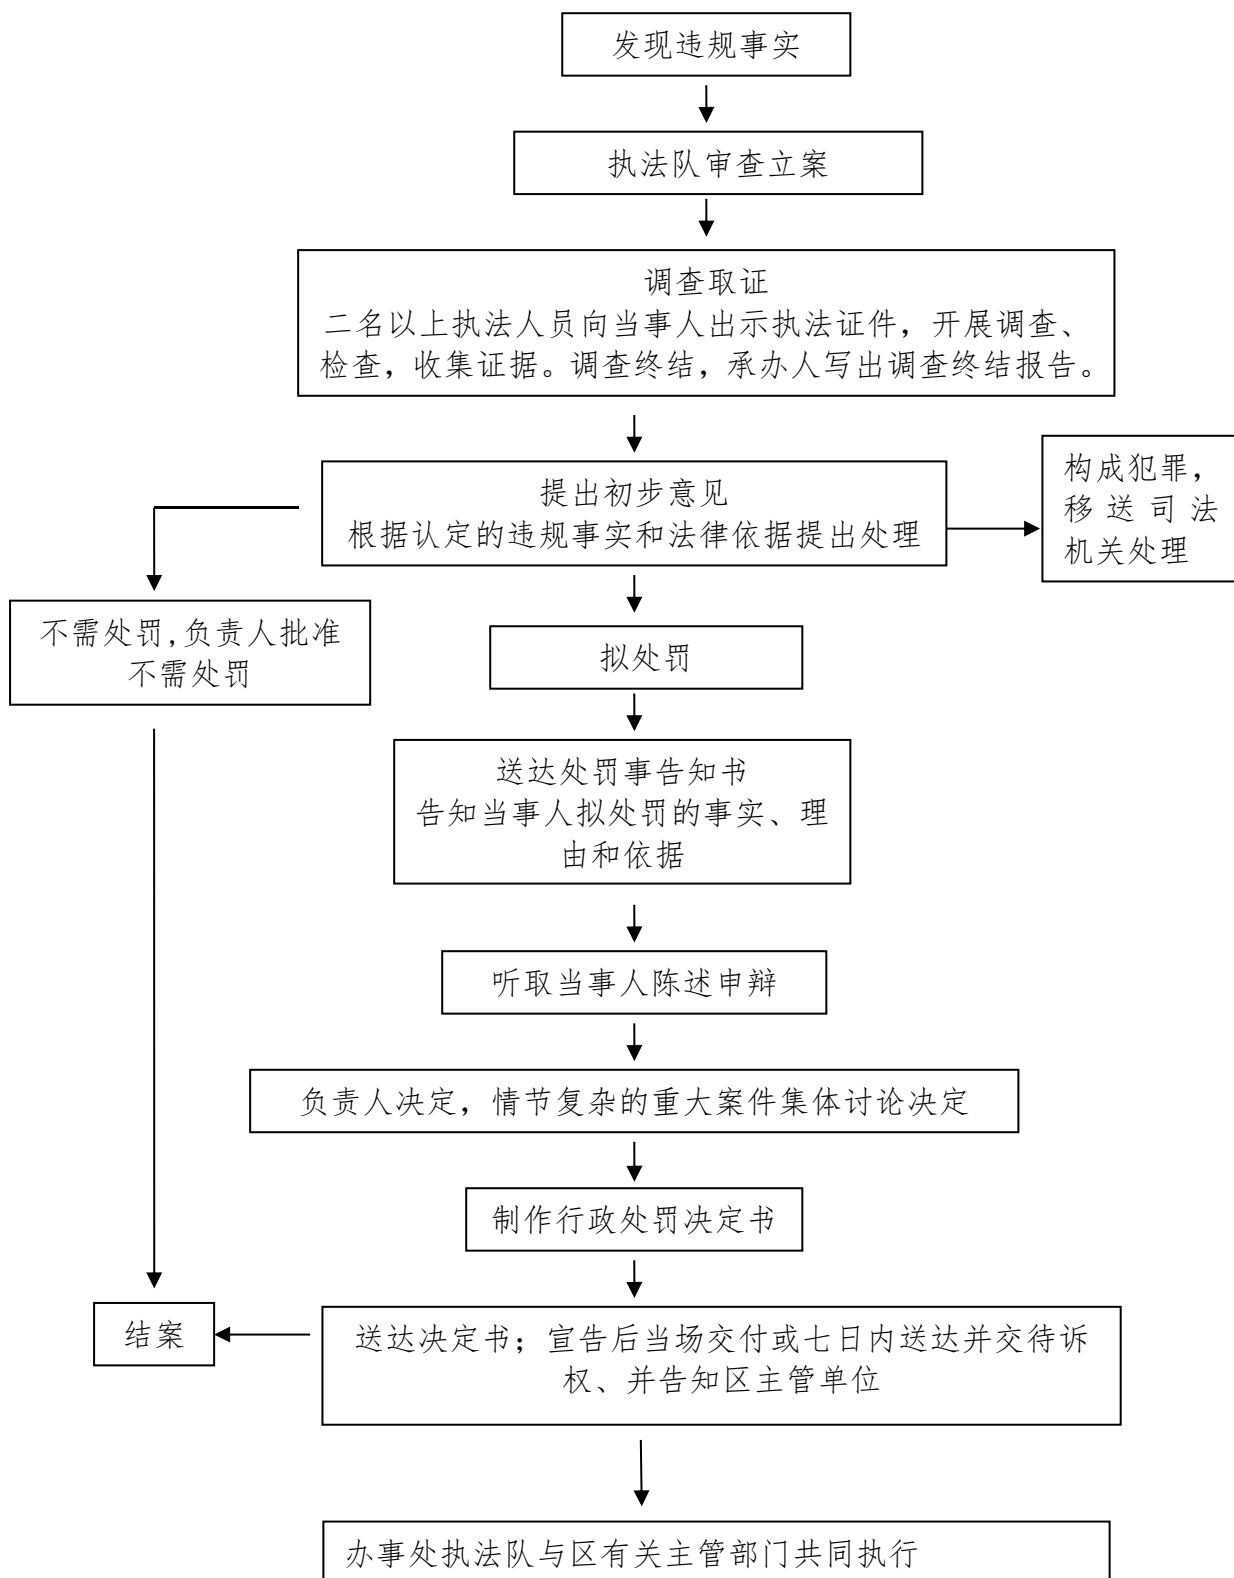 发现违规事实
执法队审查立案
调查取证
二名以上执法人员向当事人出示执法证件，开展调查、
检查，收集证据。调查终结，承办人写出调查终结报告。
提出初步意见
根据认定的违规事实和法律依据提出处理
构成犯罪，
移送司法
机关处理
不需处罚,负责人批准
不需处罚
拟处罚
送达处罚事告知书
告知当事人拟处罚的事实、理
由和依据
听取当事人陈述申辩
负责人决定，情节复杂的重大案件集体讨论决定
制作行政处罚决定书
结案
送达决定书；宣告后当场交付或七日内送达并交待诉
权、并告知区主管单位
办事处执法队与区有关主管部门共同执行